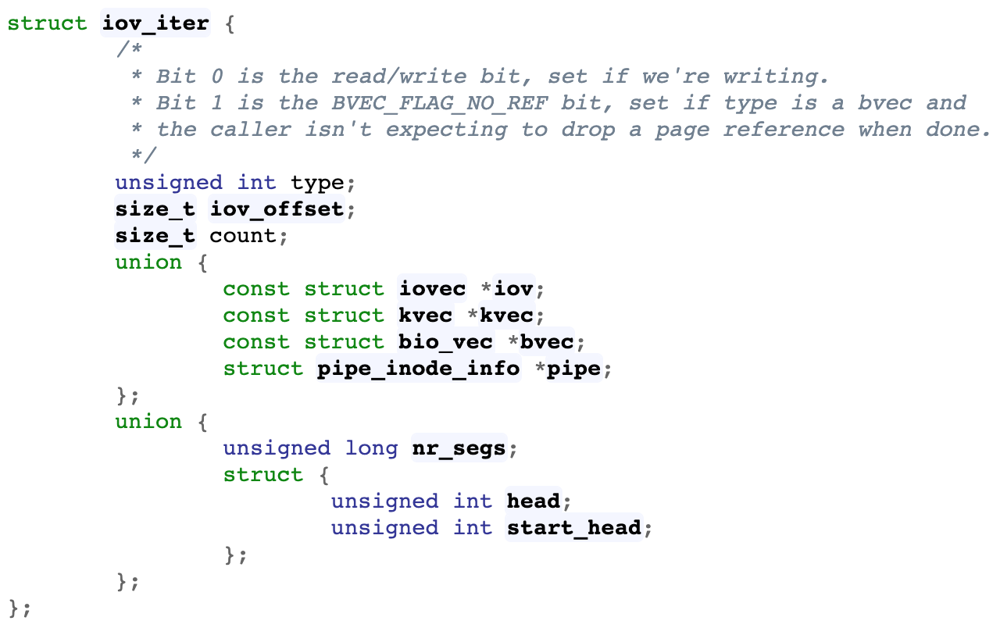 struct iov_iter {
        /*
         * Bit 0 is the read/write bit, set if we're writing.
         * Bit 1 is the BVEC_FLAG_NO_REF bit, set if type is a bvec and
         * the caller isn't expecting to drop a page reference when done.
         */
        unsigned int type;
        size_t iov_offset;
        size_t count;
        union {
                const struct iovec *iov;
                const struct kvec *kvec;
                const struct bio_vec *bvec;
                struct pipe_inode_info *pipe;
        };
        union {
                unsigned long nr_segs;
                struct {
                        unsigned int head;
                        unsigned int start_head;
                };
        };
};